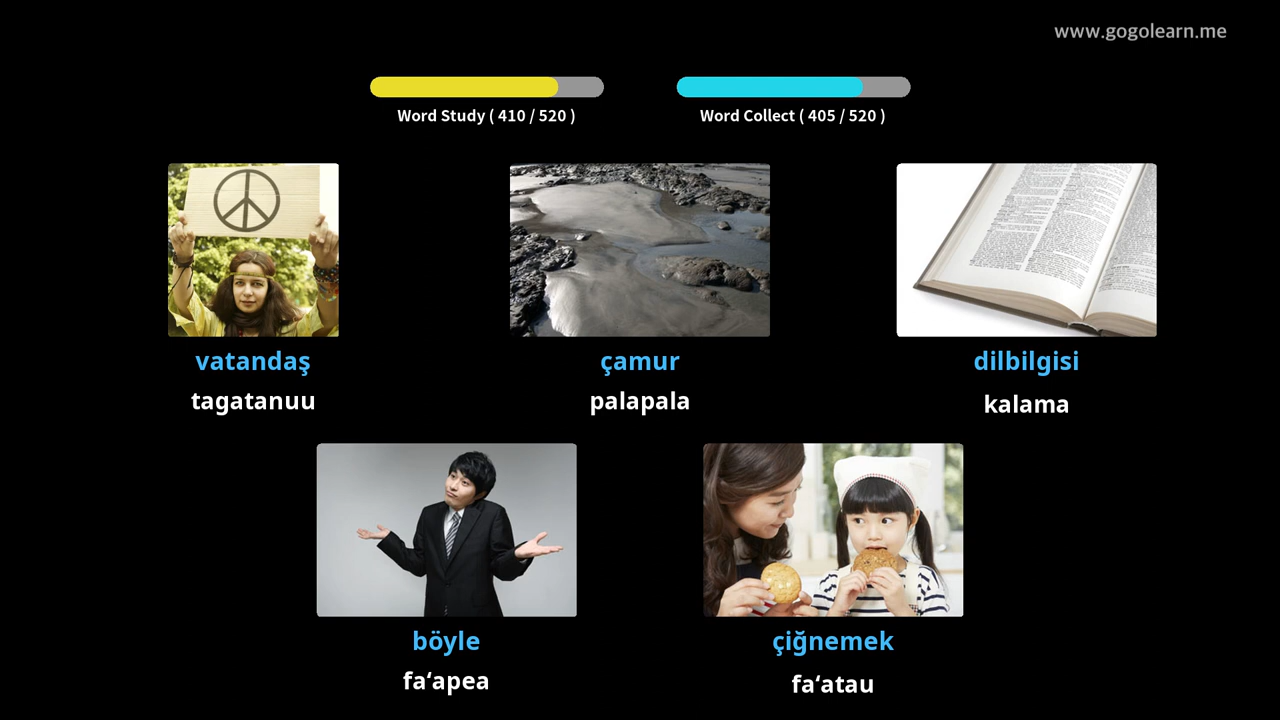 www.gogolearn.me
Word Study ( 410 / 520 )
Word Collect ( 405 / 520 )
vatandaş
tagatanuu
çamur
palapala
dilbilgisi
kalama
böyle
fa‘apea
çiğnemek
fa‘atau